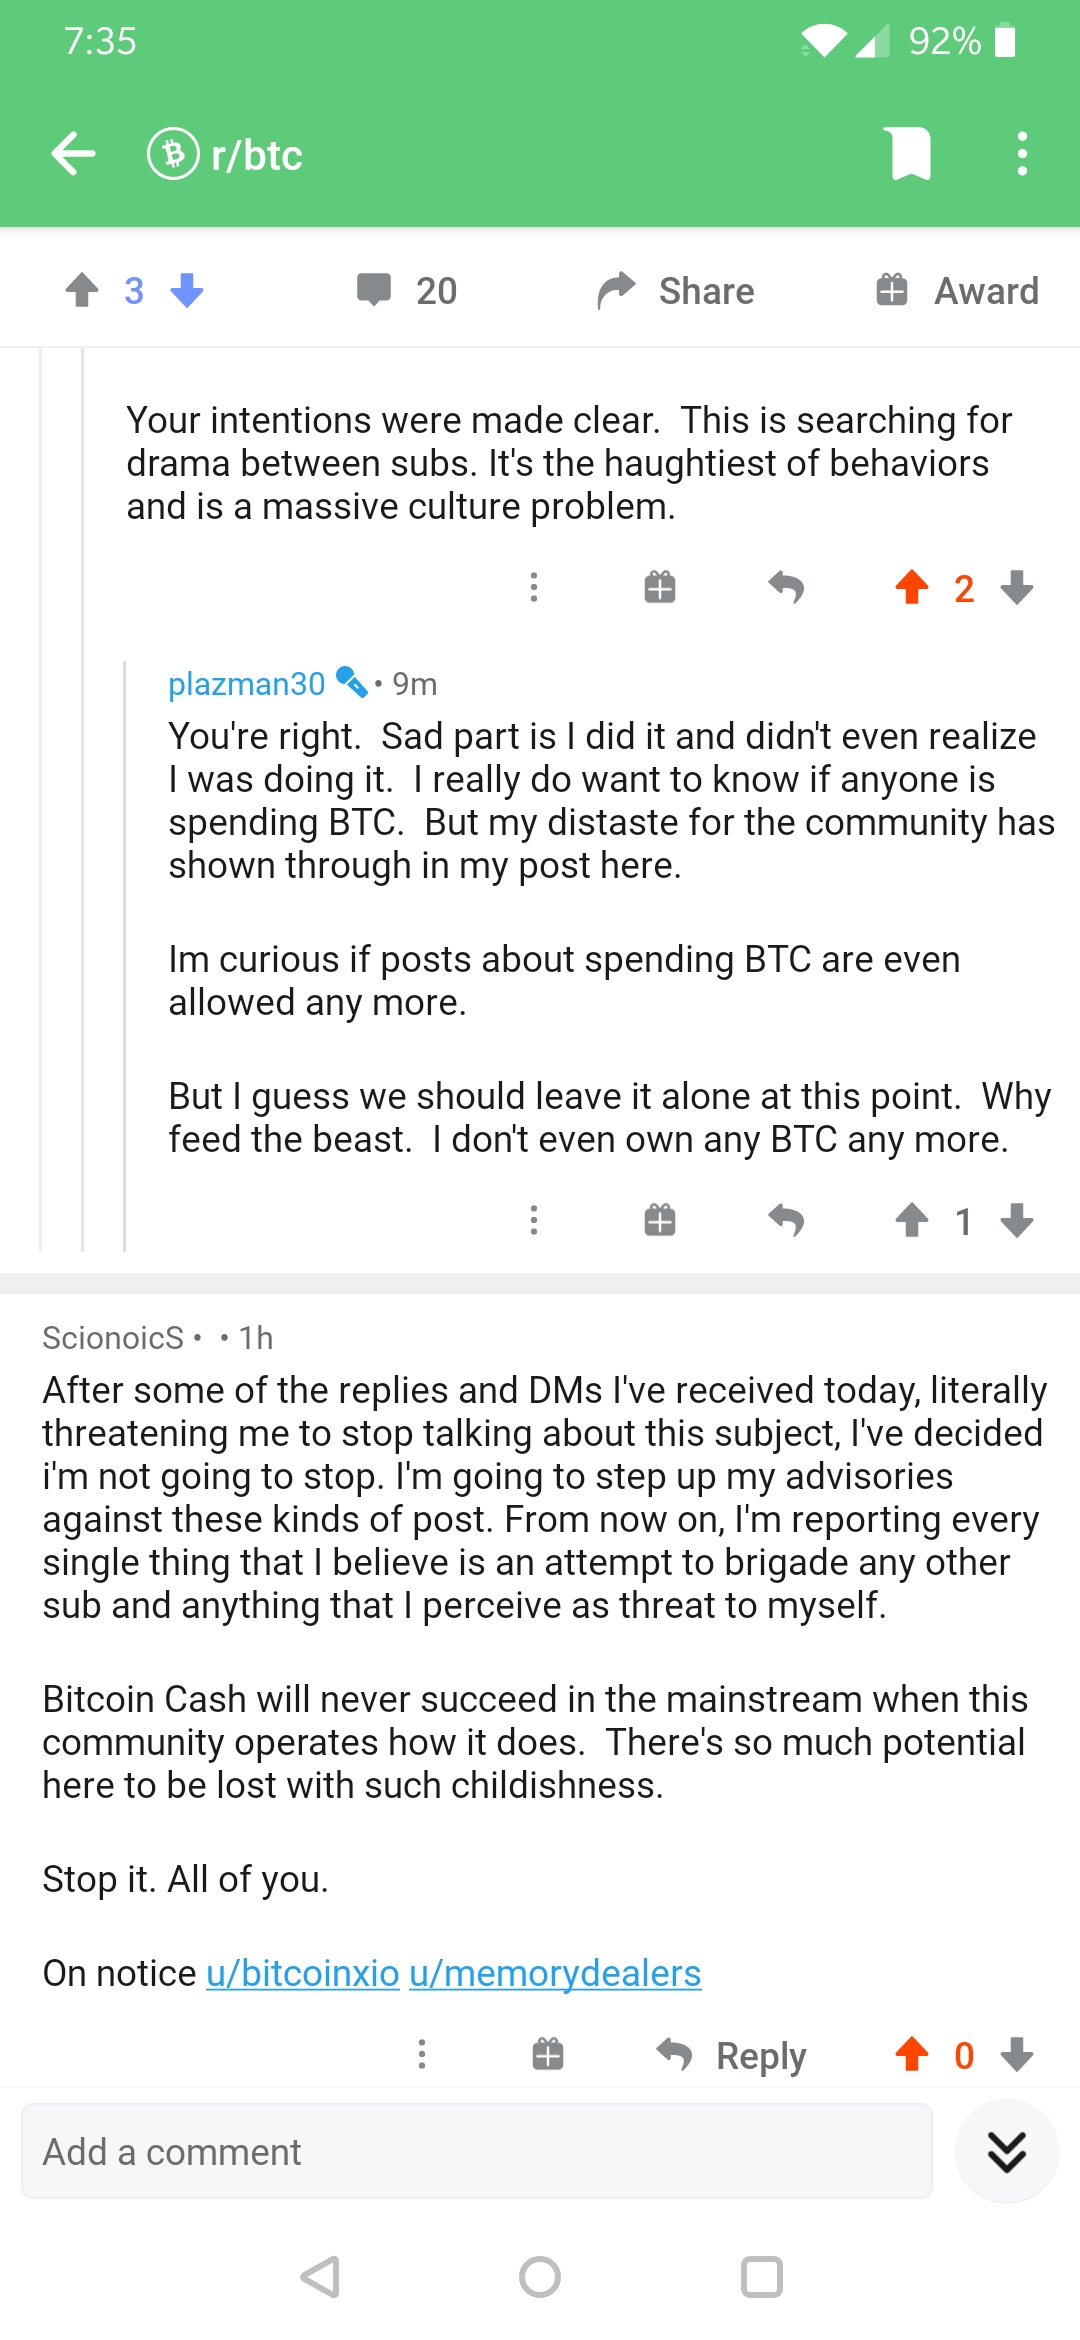 7:35
92%
r/btc
3
20
Share
Award
Your intentions were made clear.  This is searching for
drama between subs. It's the haughtiest of behaviors
and is a massive culture problem.
2
plazman30 • 9m
You're right.  Sad part is I did it and didn't even realize
I was doing it.  I really do want to know if anyone is
spending BTC.  But my distaste for the community has
shown through in my post here.
Im curious if posts about spending BTC are even
allowed any more.
But I guess we should leave it alone at this point.  Why
feed the beast.  I don't even own any BTC any more.
1
ScionoicS •  • 1h
After some of the replies and DMs I've received today, literally
threatening me to stop talking about this subject, I've decided
i'm not going to stop. I'm going to step up my advisories
against these kinds of post. From now on, I'm reporting every
single thing that I believe is an attempt to brigade any other
sub and anything that I perceive as threat to myself.
Bitcoin Cash will never succeed in the mainstream when this
community operates how it does.  There's so much potential
here to be lost with such childishness.
Stop it. All of you.
On notice u/bitcoinxio u/memorydealers
Reply
0
Add a comment